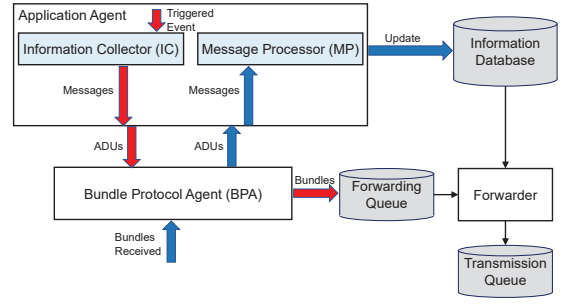 Application Agent
Triggered
Event
Information Collector (IC)
Message Processor (MP)
Update
Information
Database
Messages
Messages
ADUs
ADUs
Bundle Protocol Agent (BPA)
Bundles
Forwarding
Queue
Forwarder
Bundles
Received
Transmission
Queue